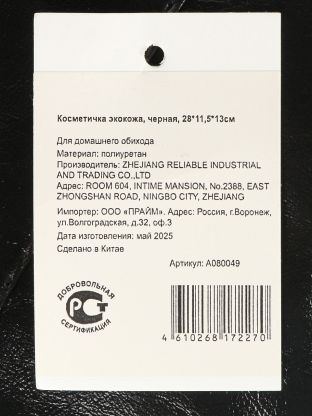 Косметичка экокожа, черная, 28*11,5*13см
Для домашнего обихода
Материал: полиуретан
Производитель: ZHEJIANG RELIABLE INDUSTRIAL
AND TRADING CO.,LTD
Адрес: ROOM 604, INTIME MANSION, No.2388, EAST
ZHONGSHAN ROAD, NINGBO CITY, ZHEJIANG
Импортер: ООО «ПРАЙМ». Адрес: Россия, г.Воронеж,
ул.Волгоградская, д.32, оф.3
Дата изготовления: май 2025
Сделано в Китае
Артикул: A080049
ДОБРОВОЛЬНАЯ
РСТ
СЕРТИФИКАЦИЯ
4 610268 172270